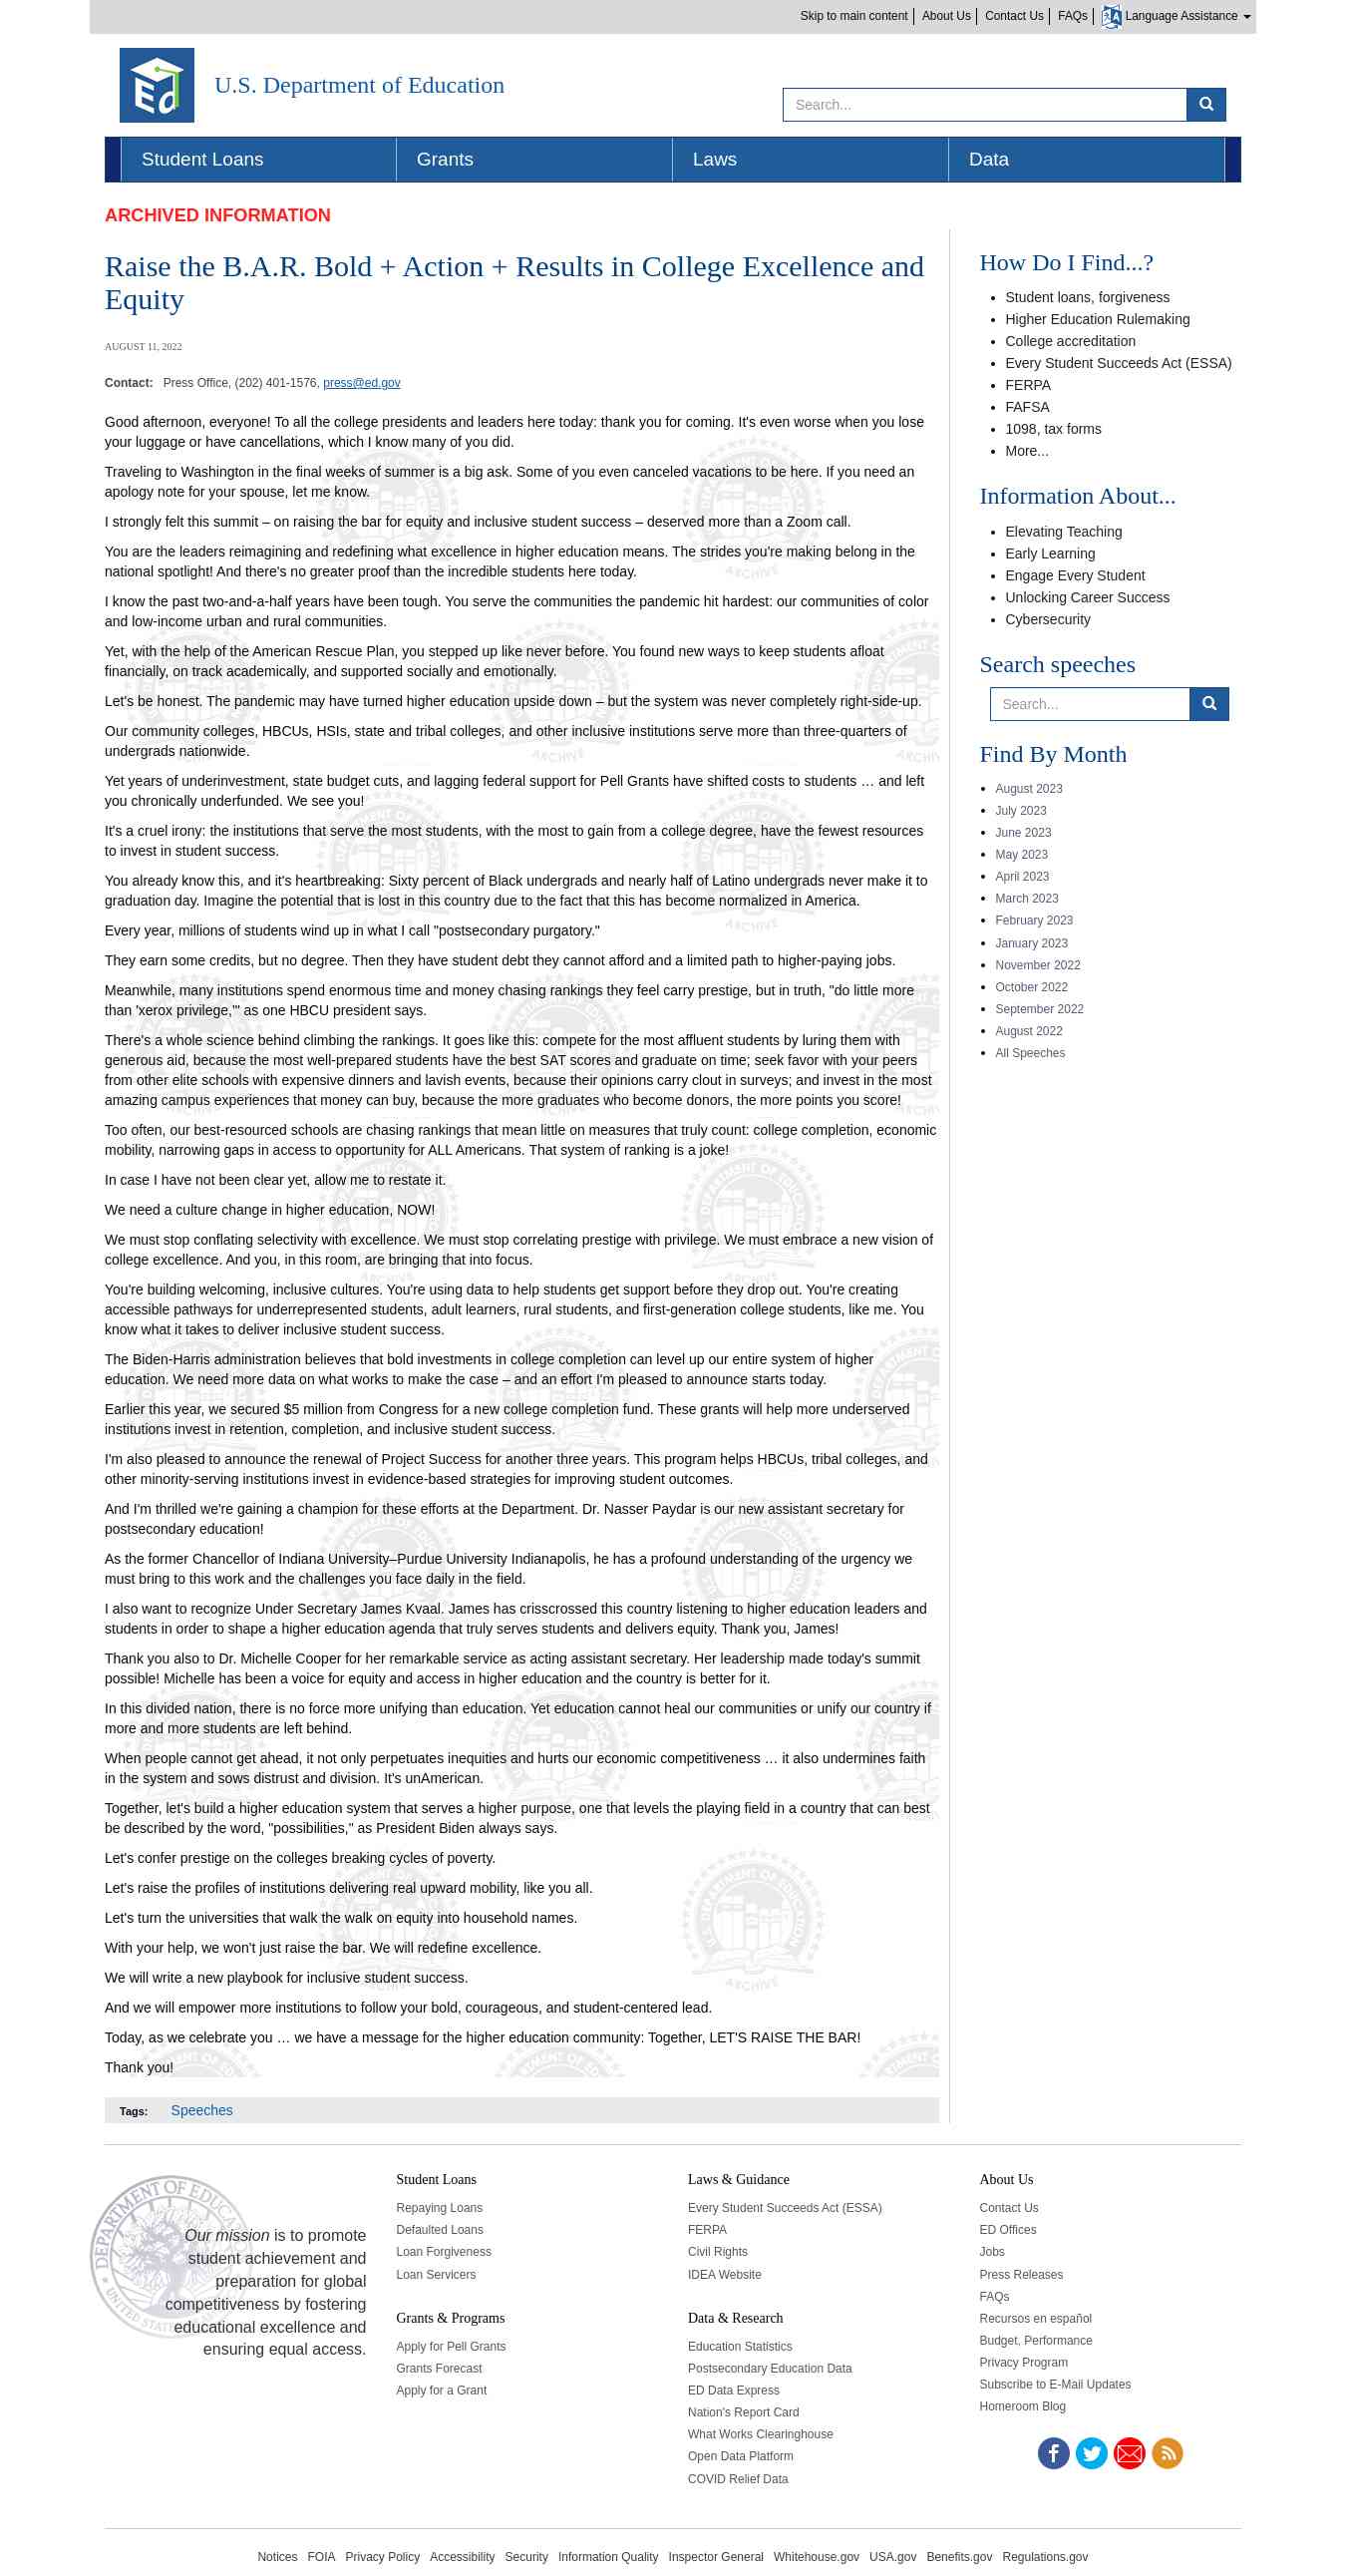 Skip to main content
About Us
Contact Us
FAQs
Language Assistance
U.S. Department of Education
Search...
Student Loans
Grants
Laws
Data
ARCHIVED INFORMATION
Raise the B.A.R. Bold + Action + Results in College Excellence and
Equity
AUGUST 11, 2022
Contact: Press Office, (202) 401-1576, press@ed.gov
Good afternoon, everyone! To all the college presidents and leaders here today: thank you for coming. It's even worse when you lose
your luggage or have cancellations, which I know many of you did.
Traveling to Washington in the final weeks of summer is a big ask. Some of you even canceled vacations to be here. If you need an
apology note for your spouse, let me know.
I strongly felt this summit – on raising the bar for equity and inclusive student success – deserved more than a Zoom call.
You are the leaders reimagining and redefining what excellence in higher education means. The strides you're making belong in the
national spotlight! And there's no greater proof than the incredible students here today.
I know the past two-and-a-half years have been tough. You serve the communities the pandemic hit hardest: our communities of color
and low-income urban and rural communities.
Yet, with the help of the American Rescue Plan, you stepped up like never before. You found new ways to keep students afloat
financially, on track academically, and supported socially and emotionally.
Let's be honest. The pandemic may have turned higher education upside down – but the system was never completely right-side-up.
Our community colleges, HBCUs, HSIs, state and tribal colleges, and other inclusive institutions serve more than three-quarters of
undergrads nationwide.
Yet years of underinvestment, state budget cuts, and lagging federal support for Pell Grants have shifted costs to students … and left
you chronically underfunded. We see you!
It's a cruel irony: the institutions that serve the most students, with the most to gain from a college degree, have the fewest resources
to invest in student success.
You already know this, and it's heartbreaking: Sixty percent of Black undergrads and nearly half of Latino undergrads never make it to
graduation day. Imagine the potential that is lost in this country due to the fact that this has become normalized in America.
Every year, millions of students wind up in what I call "postsecondary purgatory."
They earn some credits, but no degree. Then they have student debt they cannot afford and a limited path to higher-paying jobs.
Meanwhile, many institutions spend enormous time and money chasing rankings they feel carry prestige, but in truth, "do little more
than 'xerox privilege,'" as one HBCU president says.
There's a whole science behind climbing the rankings. It goes like this: compete for the most affluent students by luring them with
generous aid, because the most well-prepared students have the best SAT scores and graduate on time; seek favor with your peers
from other elite schools with expensive dinners and lavish events, because their opinions carry clout in surveys; and invest in the most
amazing campus experiences that money can buy, because the more graduates who become donors, the more points you score!
Too often, our best-resourced schools are chasing rankings that mean little on measures that truly count: college completion, economic
mobility, narrowing gaps in access to opportunity for ALL Americans. That system of ranking is a joke!
In case I have not been clear yet, allow me to restate it.
We need a culture change in higher education, NOW!
We must stop conflating selectivity with excellence. We must stop correlating prestige with privilege. We must embrace a new vision of
college excellence. And you, in this room, are bringing that into focus.
You're building welcoming, inclusive cultures. You're using data to help students get support before they drop out. You're creating
accessible pathways for underrepresented students, adult learners, rural students, and first-generation college students, like me. You
know what it takes to deliver inclusive student success.
The Biden-Harris administration believes that bold investments in college completion can level up our entire system of higher
education. We need more data on what works to make the case – and an effort I'm pleased to announce starts today.
Earlier this year, we secured $5 million from Congress for a new college completion fund. These grants will help more underserved
institutions invest in retention, completion, and inclusive student success.
I'm also pleased to announce the renewal of Project Success for another three years. This program helps HBCUs, tribal colleges, and
other minority-serving institutions invest in evidence-based strategies for improving student outcomes.
And I'm thrilled we're gaining a champion for these efforts at the Department. Dr. Nasser Paydar is our new assistant secretary for
postsecondary education!
As the former Chancellor of Indiana University–Purdue University Indianapolis, he has a profound understanding of the urgency we
must bring to this work and the challenges you face daily in the field.
I also want to recognize Under Secretary James Kvaal. James has crisscrossed this country listening to higher education leaders and
students in order to shape a higher education agenda that truly serves students and delivers equity. Thank you, James!
Thank you also to Dr. Michelle Cooper for her remarkable service as acting assistant secretary. Her leadership made today's summit
possible! Michelle has been a voice for equity and access in higher education and the country is better for it.
In this divided nation, there is no force more unifying than education. Yet education cannot heal our communities or unify our country if
more and more students are left behind.
When people cannot get ahead, it not only perpetuates inequities and hurts our economic competitiveness … it also undermines faith
in the system and sows distrust and division. It's unAmerican.
Together, let's build a higher education system that serves a higher purpose, one that levels the playing field in a country that can best
be described by the word, "possibilities," as President Biden always says.
Let's confer prestige on the colleges breaking cycles of poverty.
Let's raise the profiles of institutions delivering real upward mobility, like you all.
Let's turn the universities that walk the walk on equity into household names.
With your help, we won't just raise the bar. We will redefine excellence.
We will write a new playbook for inclusive student success.
And we will empower more institutions to follow your bold, courageous, and student-centered lead.
Today, as we celebrate you … we have a message for the higher education community: Together, LET'S RAISE THE BAR!
Thank you!
Tags: Speeches
How Do I Find...?
Student loans, forgiveness
Higher Education Rulemaking
College accreditation
Every Student Succeeds Act (ESSA)
FERPA
FAFSA
1098, tax forms
More...
Information About...
Elevating Teaching
Early Learning
Engage Every Student
Unlocking Career Success
Cybersecurity
Search speeches
Search...
Find By Month
August 2023
July 2023
June 2023
May 2023
April 2023
March 2023
February 2023
January 2023
November 2022
October 2022
September 2022
August 2022
All Speeches
Our mission is to promote
student achievement and
preparation for global
competitiveness by fostering
educational excellence and
ensuring equal access.
Student Loans
Repaying Loans
Defaulted Loans
Loan Forgiveness
Loan Servicers
Grants & Programs
Apply for Pell Grants
Grants Forecast
Apply for a Grant
Laws & Guidance
Every Student Succeeds Act (ESSA)
FERPA
Civil Rights
IDEA Website
Data & Research
Education Statistics
Postsecondary Education Data
ED Data Express
Nation's Report Card
What Works Clearinghouse
Open Data Platform
COVID Relief Data
About Us
Contact Us
ED Offices
Jobs
Press Releases
FAQs
Recursos en español
Budget, Performance
Privacy Program
Subscribe to E-Mail Updates
Homeroom Blog
Notices FOIA Privacy Policy Accessibility Security Information Quality Inspector General Whitehouse.gov USA.gov Benefits.gov Regulations.gov